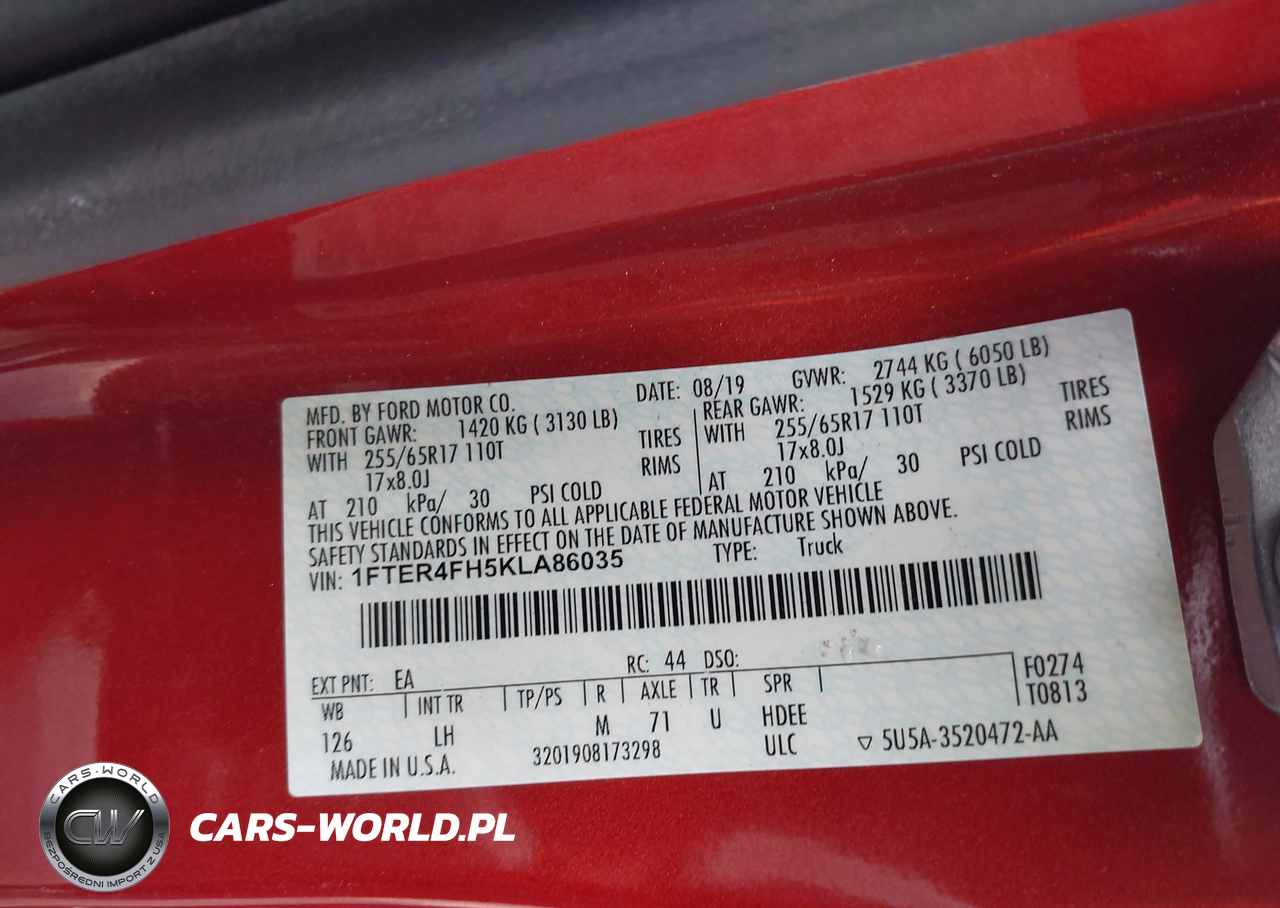 MFD. BY FORD MOTOR CO. DATE: 08/19 GVWR: 2744 KG ( 6050 LB)
FRONT GAWR: 1420 KG ( 3130 LB) REAR GAWR: 1529 KG ( 3370 LB)
WITH 255/65R17 110T TIRES WITH 255/65R17 110T TIRES
17x8.0J RIMS 17x8.0J RIMS
AT 210 kPa/ 30 PSI COLD AT 210 kPa/ 30 PSI COLD
THIS VEHICLE CONFORMS TO ALL APPLICABLE FEDERAL MOTOR VEHICLE
SAFETY STANDARDS IN EFFECT ON THE DATE OF MANUFACTURE SHOWN ABOVE.
VIN: 1FTER4FH5KLA86035 TYPE: Truck
EXT PNT: EA RC: 44 DSO: F0274
WB INT TR TP/PS R AXLE TR SPR T0813
126 LH M 71 U HDEE
MADE IN U.S.A. 3201908173298 ULC ▽ 5U5A-3520472-AA
CARS-WORLD
CW
BEZPOŚREDNI IMPORT Z USA
CARS-WORLD.PL